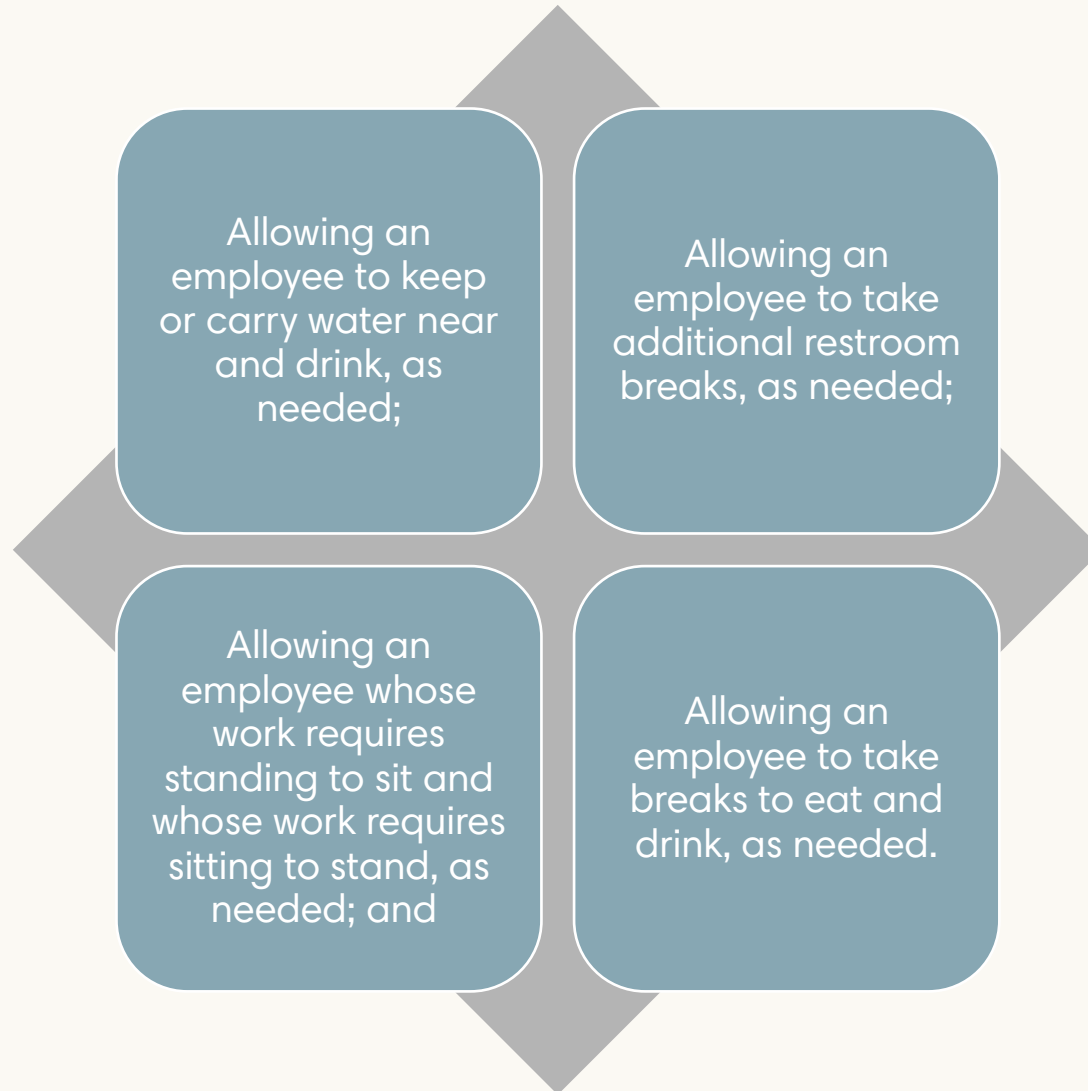 Allowing an
employee to keep
or carry water near
and drink, as
needed;
Allowing an
employee to take
additional restroom
breaks, as needed;
Allowing an
employee whose
work requires
standing to sit and
whose work requires
sitting to stand, as
needed; and
Allowing an
employee to take
breaks to eat and
drink, as needed.